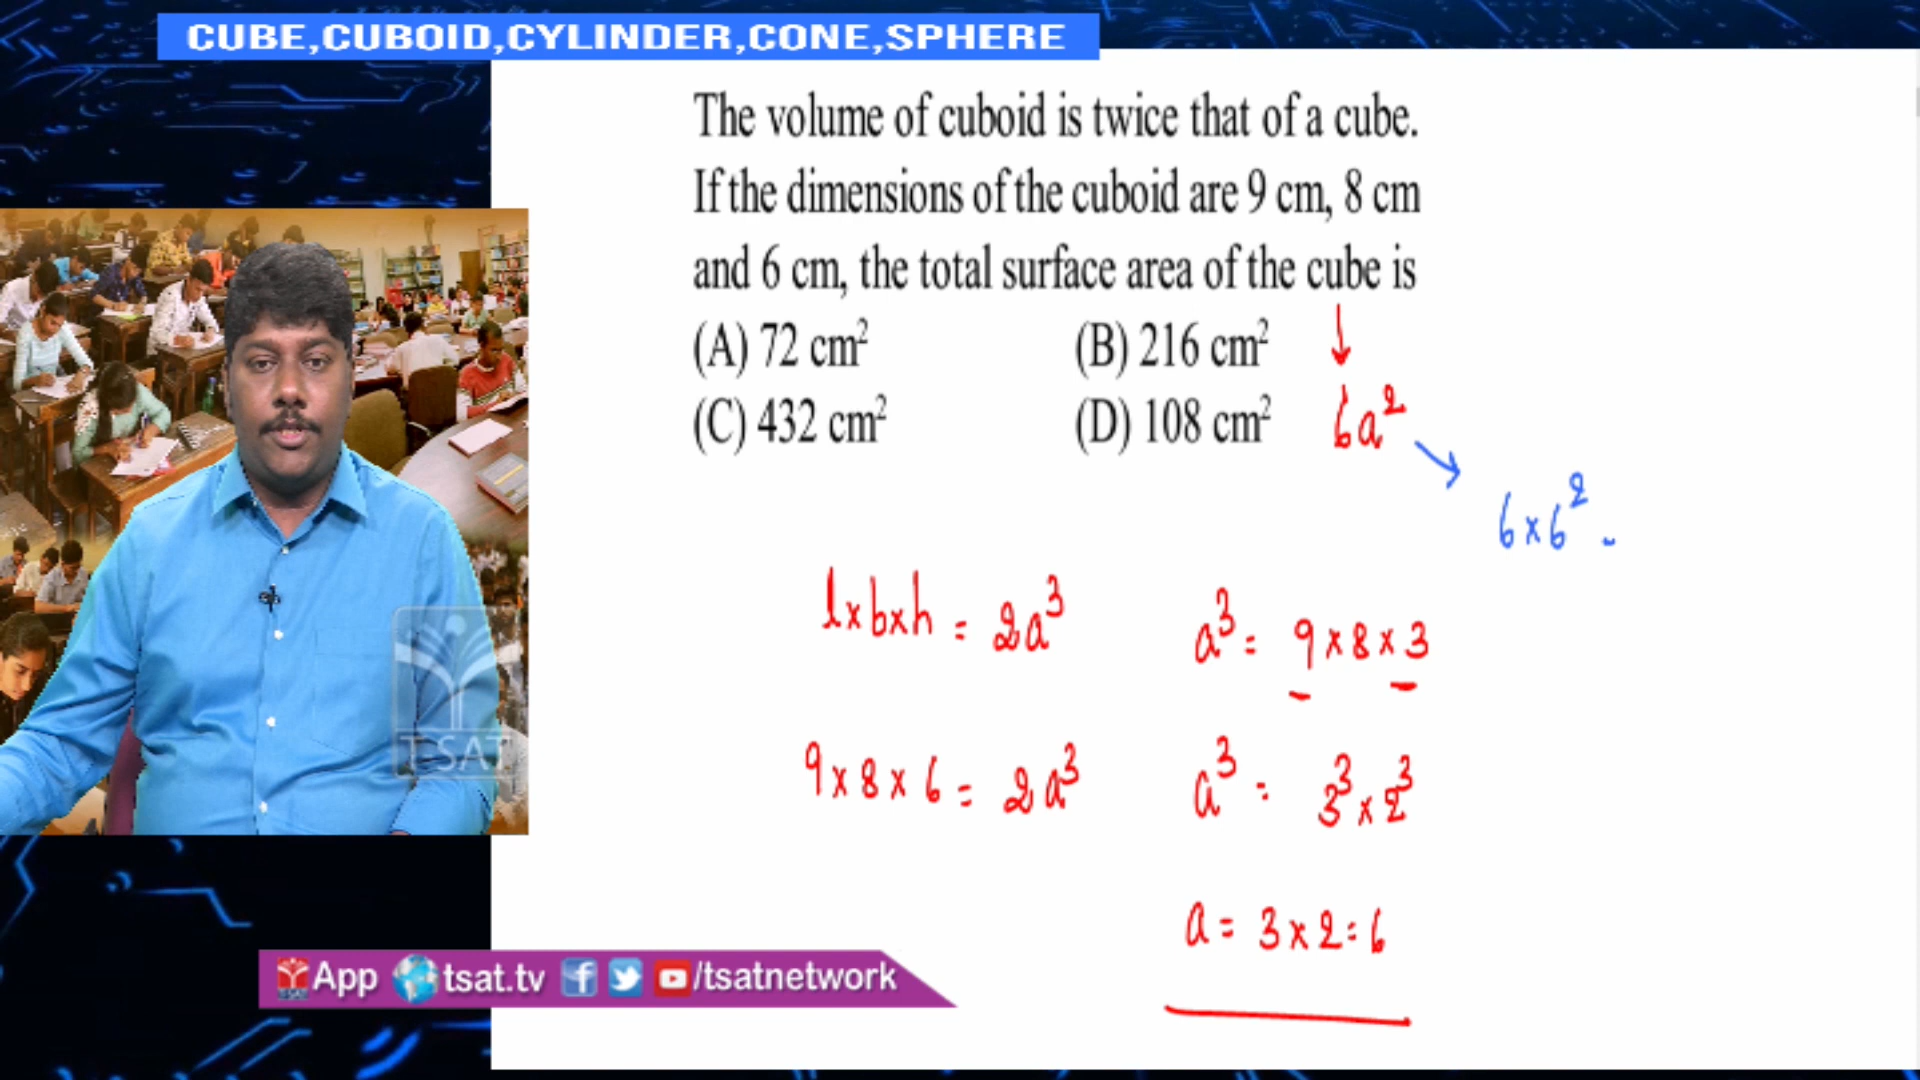 CUBE,CUBOID,CYLINDER,CONE,SPHERE
The volume of cuboid is twice that of a cube.
If the dimensions of the cuboid are 9 cm, 8 cm
and 6 cm, the total surface area of the cube is
(A) 72 cm² (B) 216 cm²
(C) 432 cm² (D) 108 cm²
6a²
6×6² -
l×b×h = 2a³
a³ = 9×8×3
9×8×6 = 2a³
a³ = 3³×2³
a = 3×2=6
T-SAT
T-SAT App tsat.tv /tsatnetwork